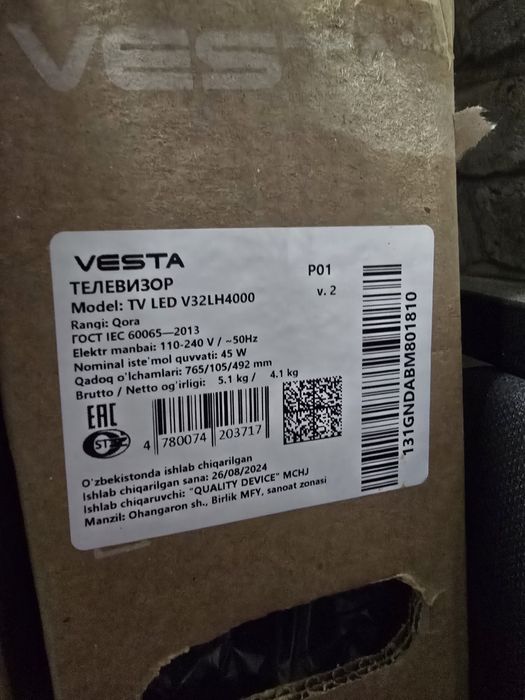 VESTA
VESTA
ТЕЛЕВИЗОР
Model: TV LED V32LH4000
Rangi: Qora
ГОСТ IEC 60065—2013
Elektr manbai: 110-240 V / ~50Hz
Nominal iste'mol quvvati: 45 W
Qadoq o'lchamlari: 765/105/492 mm
Brutto / Netto og'irligi: 5.1 kg / 4.1 kg
P01
v. 2
EAC
4 780074 203717
O'zbekistonda ishlab chiqarilgan
Ishlab chiqarilgan sana: 26/08/2024
Ishlab chiqaruvchi: "QUALITY DEVICE" MCHJ
Manzil: Ohangaron sh., Birlik MFY, sanoat zonasi
131GNDABM801810